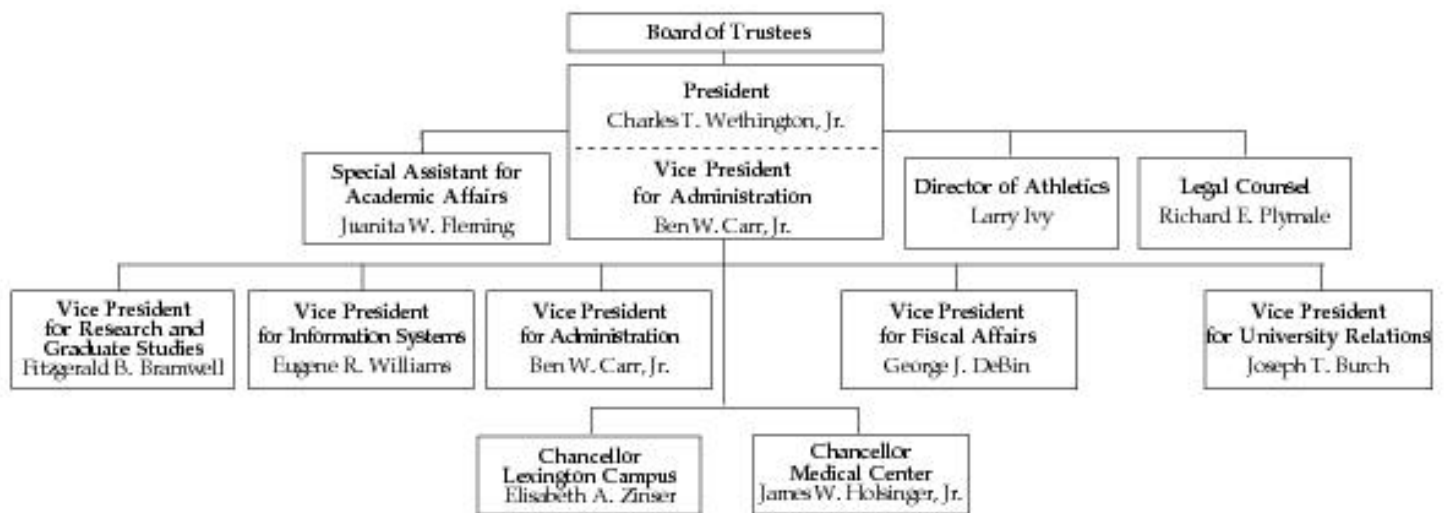 Board of Trustees
President
Charles T. Wethington, Jr.
Vice President
for Administration
Ben W. Carr, Jr.
Special Assistant for
Academic Affairs
Juanita W. Fleming
Director of Athletics
Larry Ivy
Legal Counsel
Richard E. Plymale
Vice President
for Research and
Graduate Studies
Fitzgerald B. Bramwell
Vice President
for Information Systems
Eugene R. Williams
Vice President
for Administration
Ben W. Carr, Jr.
Vice President
for Fiscal Affairs
George J. DeBin
Vice President
for University Relations
Joseph T. Burch
Chancellor
Lexington Campus
Elisabeth A. Zinser
Chancellor
Medical Center
James W. Holsinger, Jr.